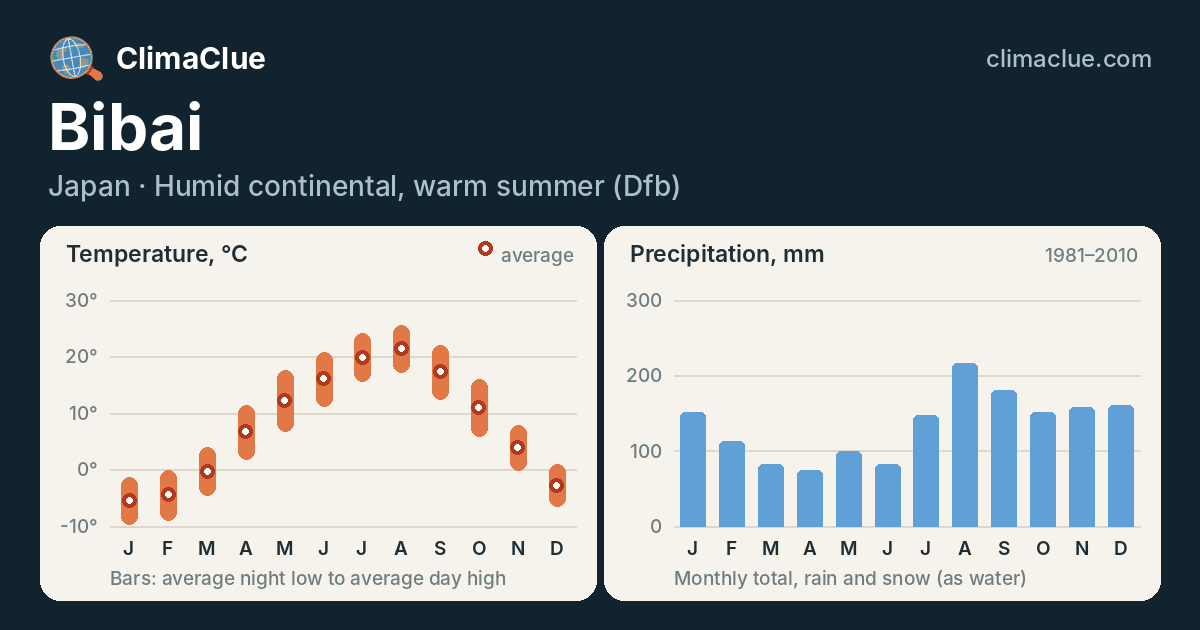 ClimaClue
climaclue.com
Bibai
Japan · Humid continental, warm summer (Dfb)
Temperature, °C
average
30°
20°
10°
0°
-10°
J F M A M J J A S O N D
Bars: average night low to average day high
Precipitation, mm
1981–2010
300
200
100
0
J F M A M J J A S O N D
Monthly total, rain and snow (as water)